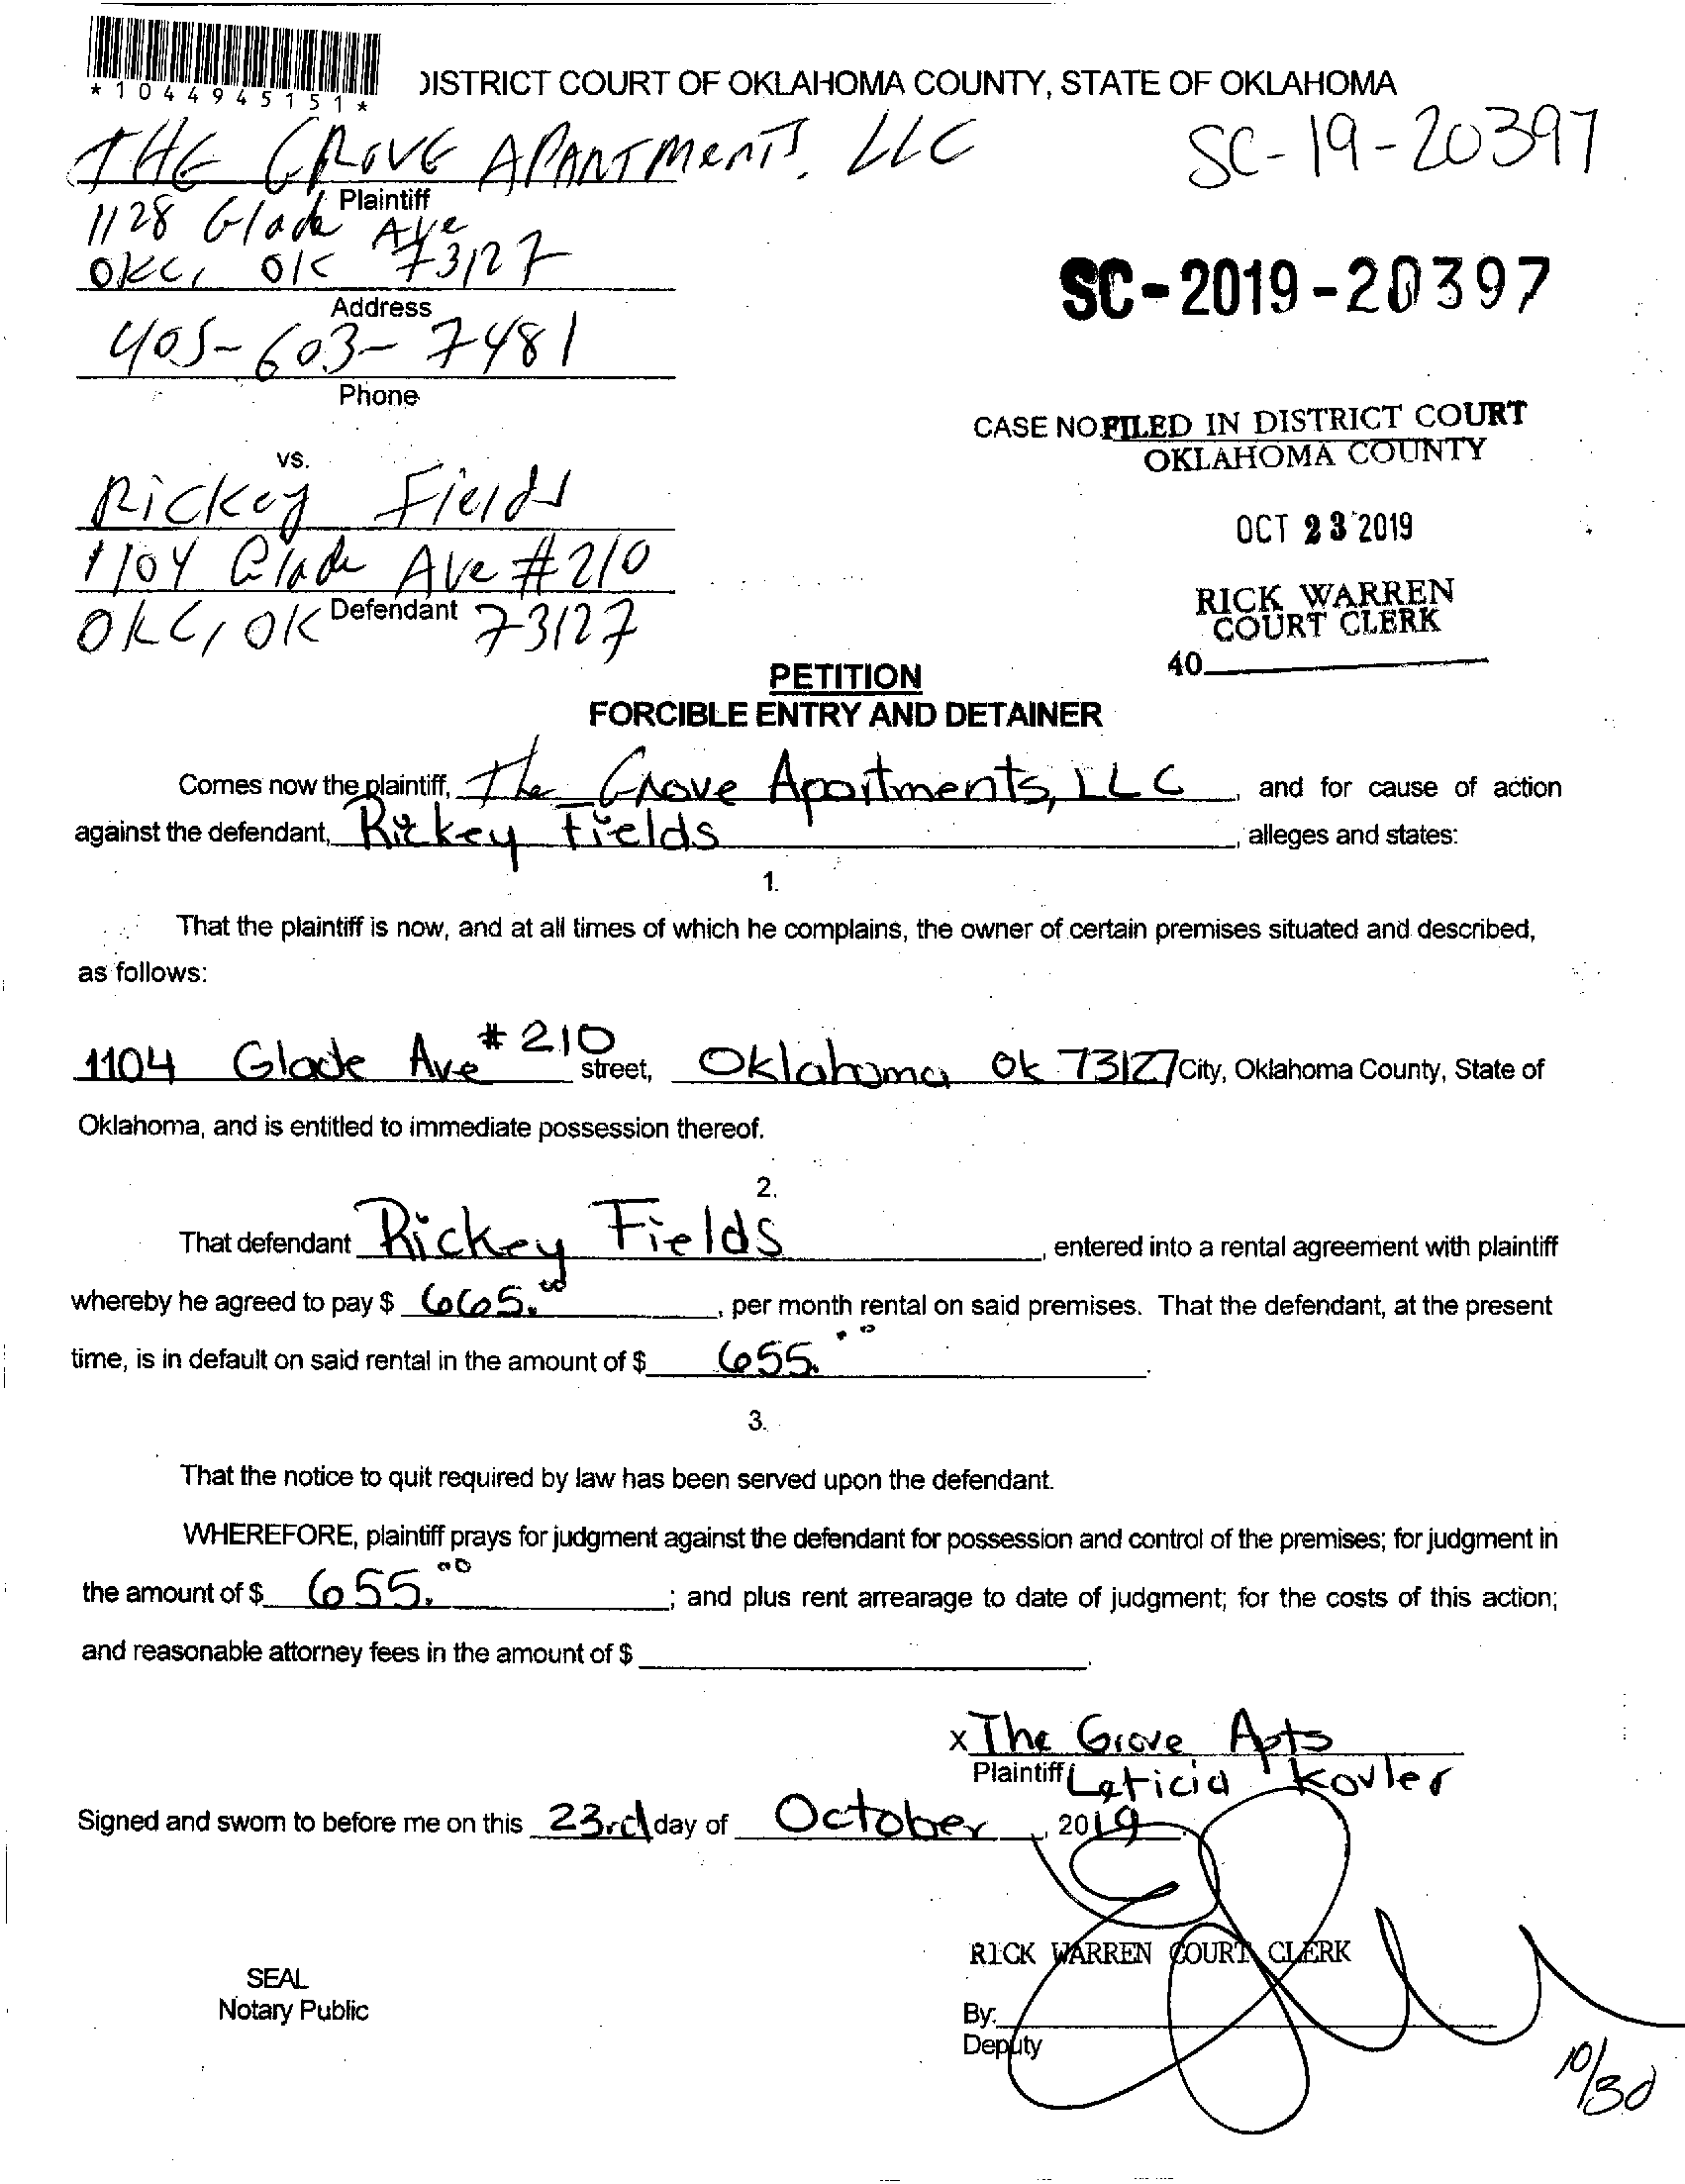 *1044945151*
DISTRICT COURT OF OKLAHOMA COUNTY, STATE OF OKLAHOMA
THE GROVE APARTMENTS, LLC
SC-19-20397
Plaintiff
1128 Glade Ave
OKC, OK 73127
Address
SC-2019-20397
405-603-7481
Phone
CASE NO. FILED IN DISTRICT COURT
OKLAHOMA COUNTY
vs.
Rickey Fields
OCT 23 2019
1104 Glade Ave #210
Defendant
OKC, OK 73127
RICK WARREN
COURT CLERK
40
PETITION
FORCIBLE ENTRY AND DETAINER
Comes now the plaintiff, The Grove Apartments, LLC, and for cause of action
against the defendant, Rickey Fields, alleges and states:
1.
That the plaintiff is now, and at all times of which he complains, the owner of certain premises situated and described,
as follows:
1104 Glade Ave #210 street, Oklahoma Ok 73127 City, Oklahoma County, State of
Oklahoma, and is entitled to immediate possession thereof.
2.
That defendant Rickey Fields, entered into a rental agreement with plaintiff
whereby he agreed to pay $ 665.00, per month rental on said premises. That the defendant, at the present
time, is in default on said rental in the amount of $ 655.00.
3.
That the notice to quit required by law has been served upon the defendant.
WHEREFORE, plaintiff prays for judgment against the defendant for possession and control of the premises; for judgment in
the amount of $ 655.00; and plus rent arrearage to date of judgment; for the costs of this action;
and reasonable attorney fees in the amount of $
x The Grove Apts
Plaintiff Leticia Kovler
Signed and sworn to before me on this 23rd day of October, 2019.
RICK WARREN COURT CLERK
SEAL
Notary Public
By:
Deputy
10/30